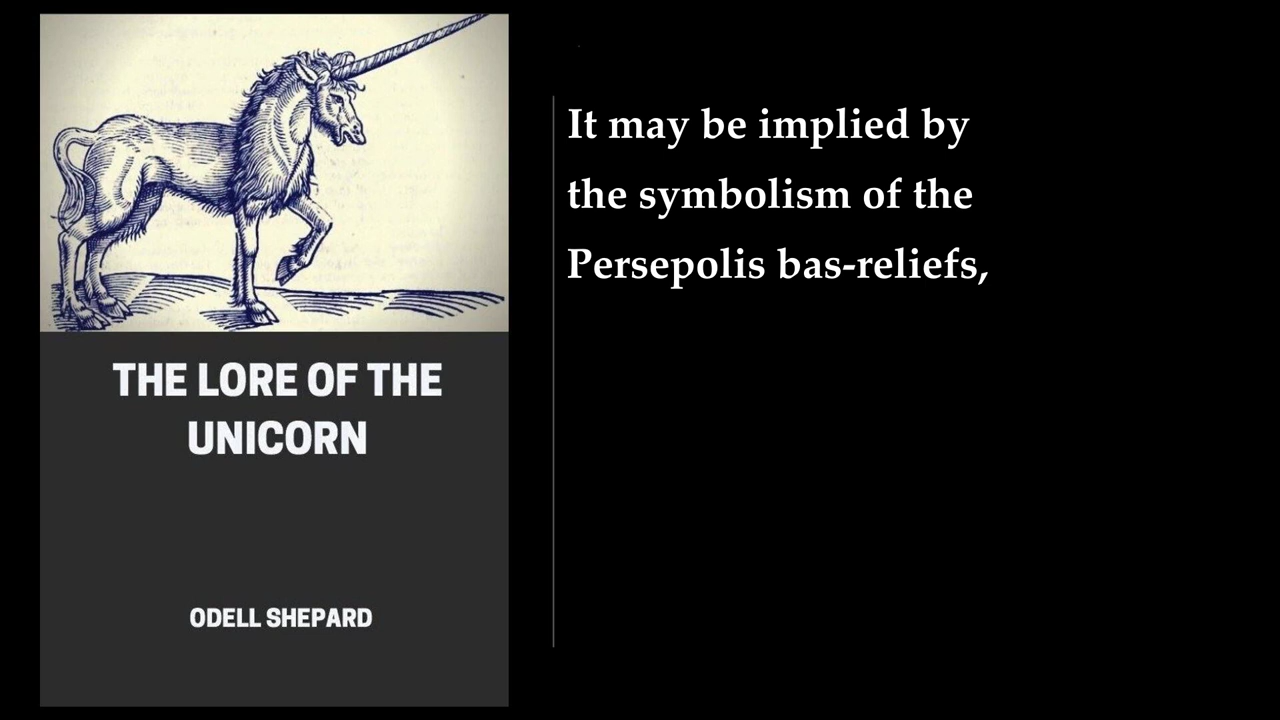 THE LORE OF THE
UNICORN
ODELL SHEPARD
It may be implied by
the symbolism of the
Persepolis bas-reliefs,